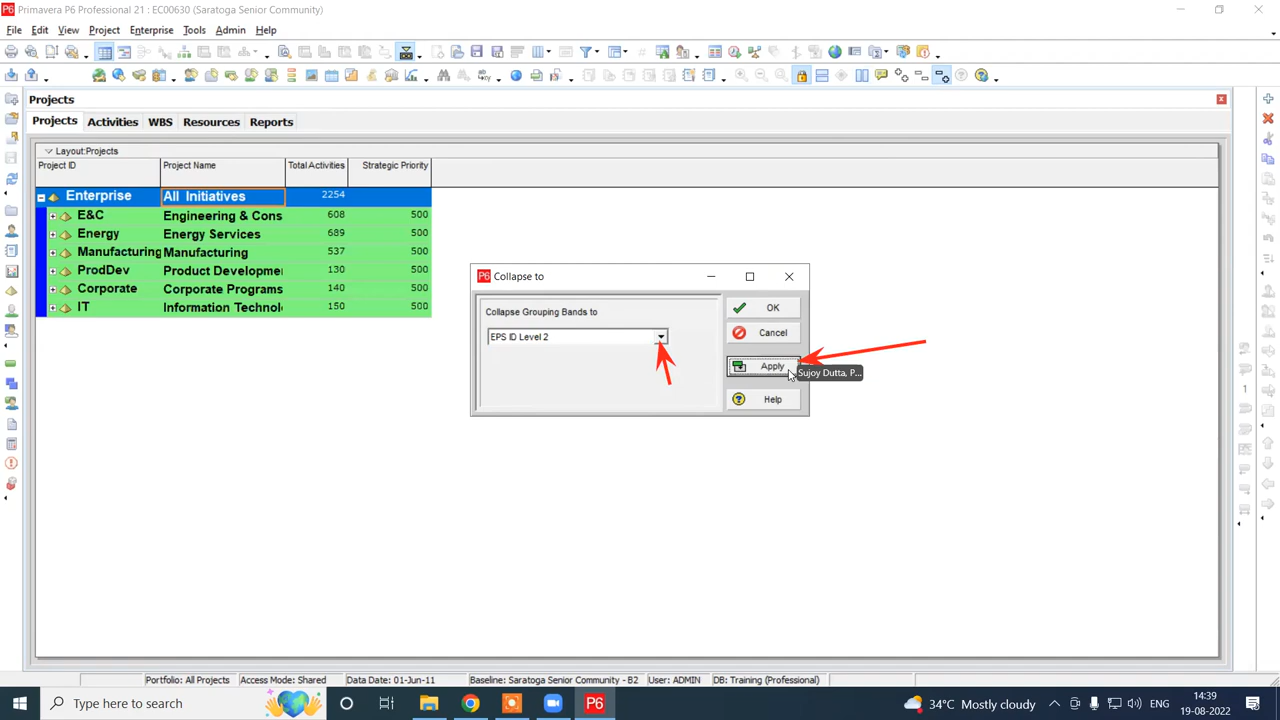 P6 Primavera P6 Professional 21 : EC00630 (Saratoga Senior Community)
File Edit View Project Enterprise Tools Admin Help
Projects
Projects Activities WBS Resources Reports
Layout:Projects
Project ID Project Name Total Activities Strategic Priority
Enterprise All Initiatives 2254
E&C Engineering & Cons 608 500
Energy Energy Services 689 500
Manufacturing Manufacturing 537 500
ProdDev Product Developme 130 500
Corporate Corporate Programs 140 500
IT Information Technol 150 500
P6 Collapse to
Collapse Grouping Bands to
EPS ID Level 2
OK
Cancel
Apply
Help
Sujoy Dutta, P...
Portfolio: All Projects Access Mode: Shared Data Date: 01-Jun-11 Baseline: Saratoga Senior Community - B2 User: ADMIN DB: Training (Professional)
Type here to search P6 34°C Mostly cloudy ENG 14:39
19-08-2022